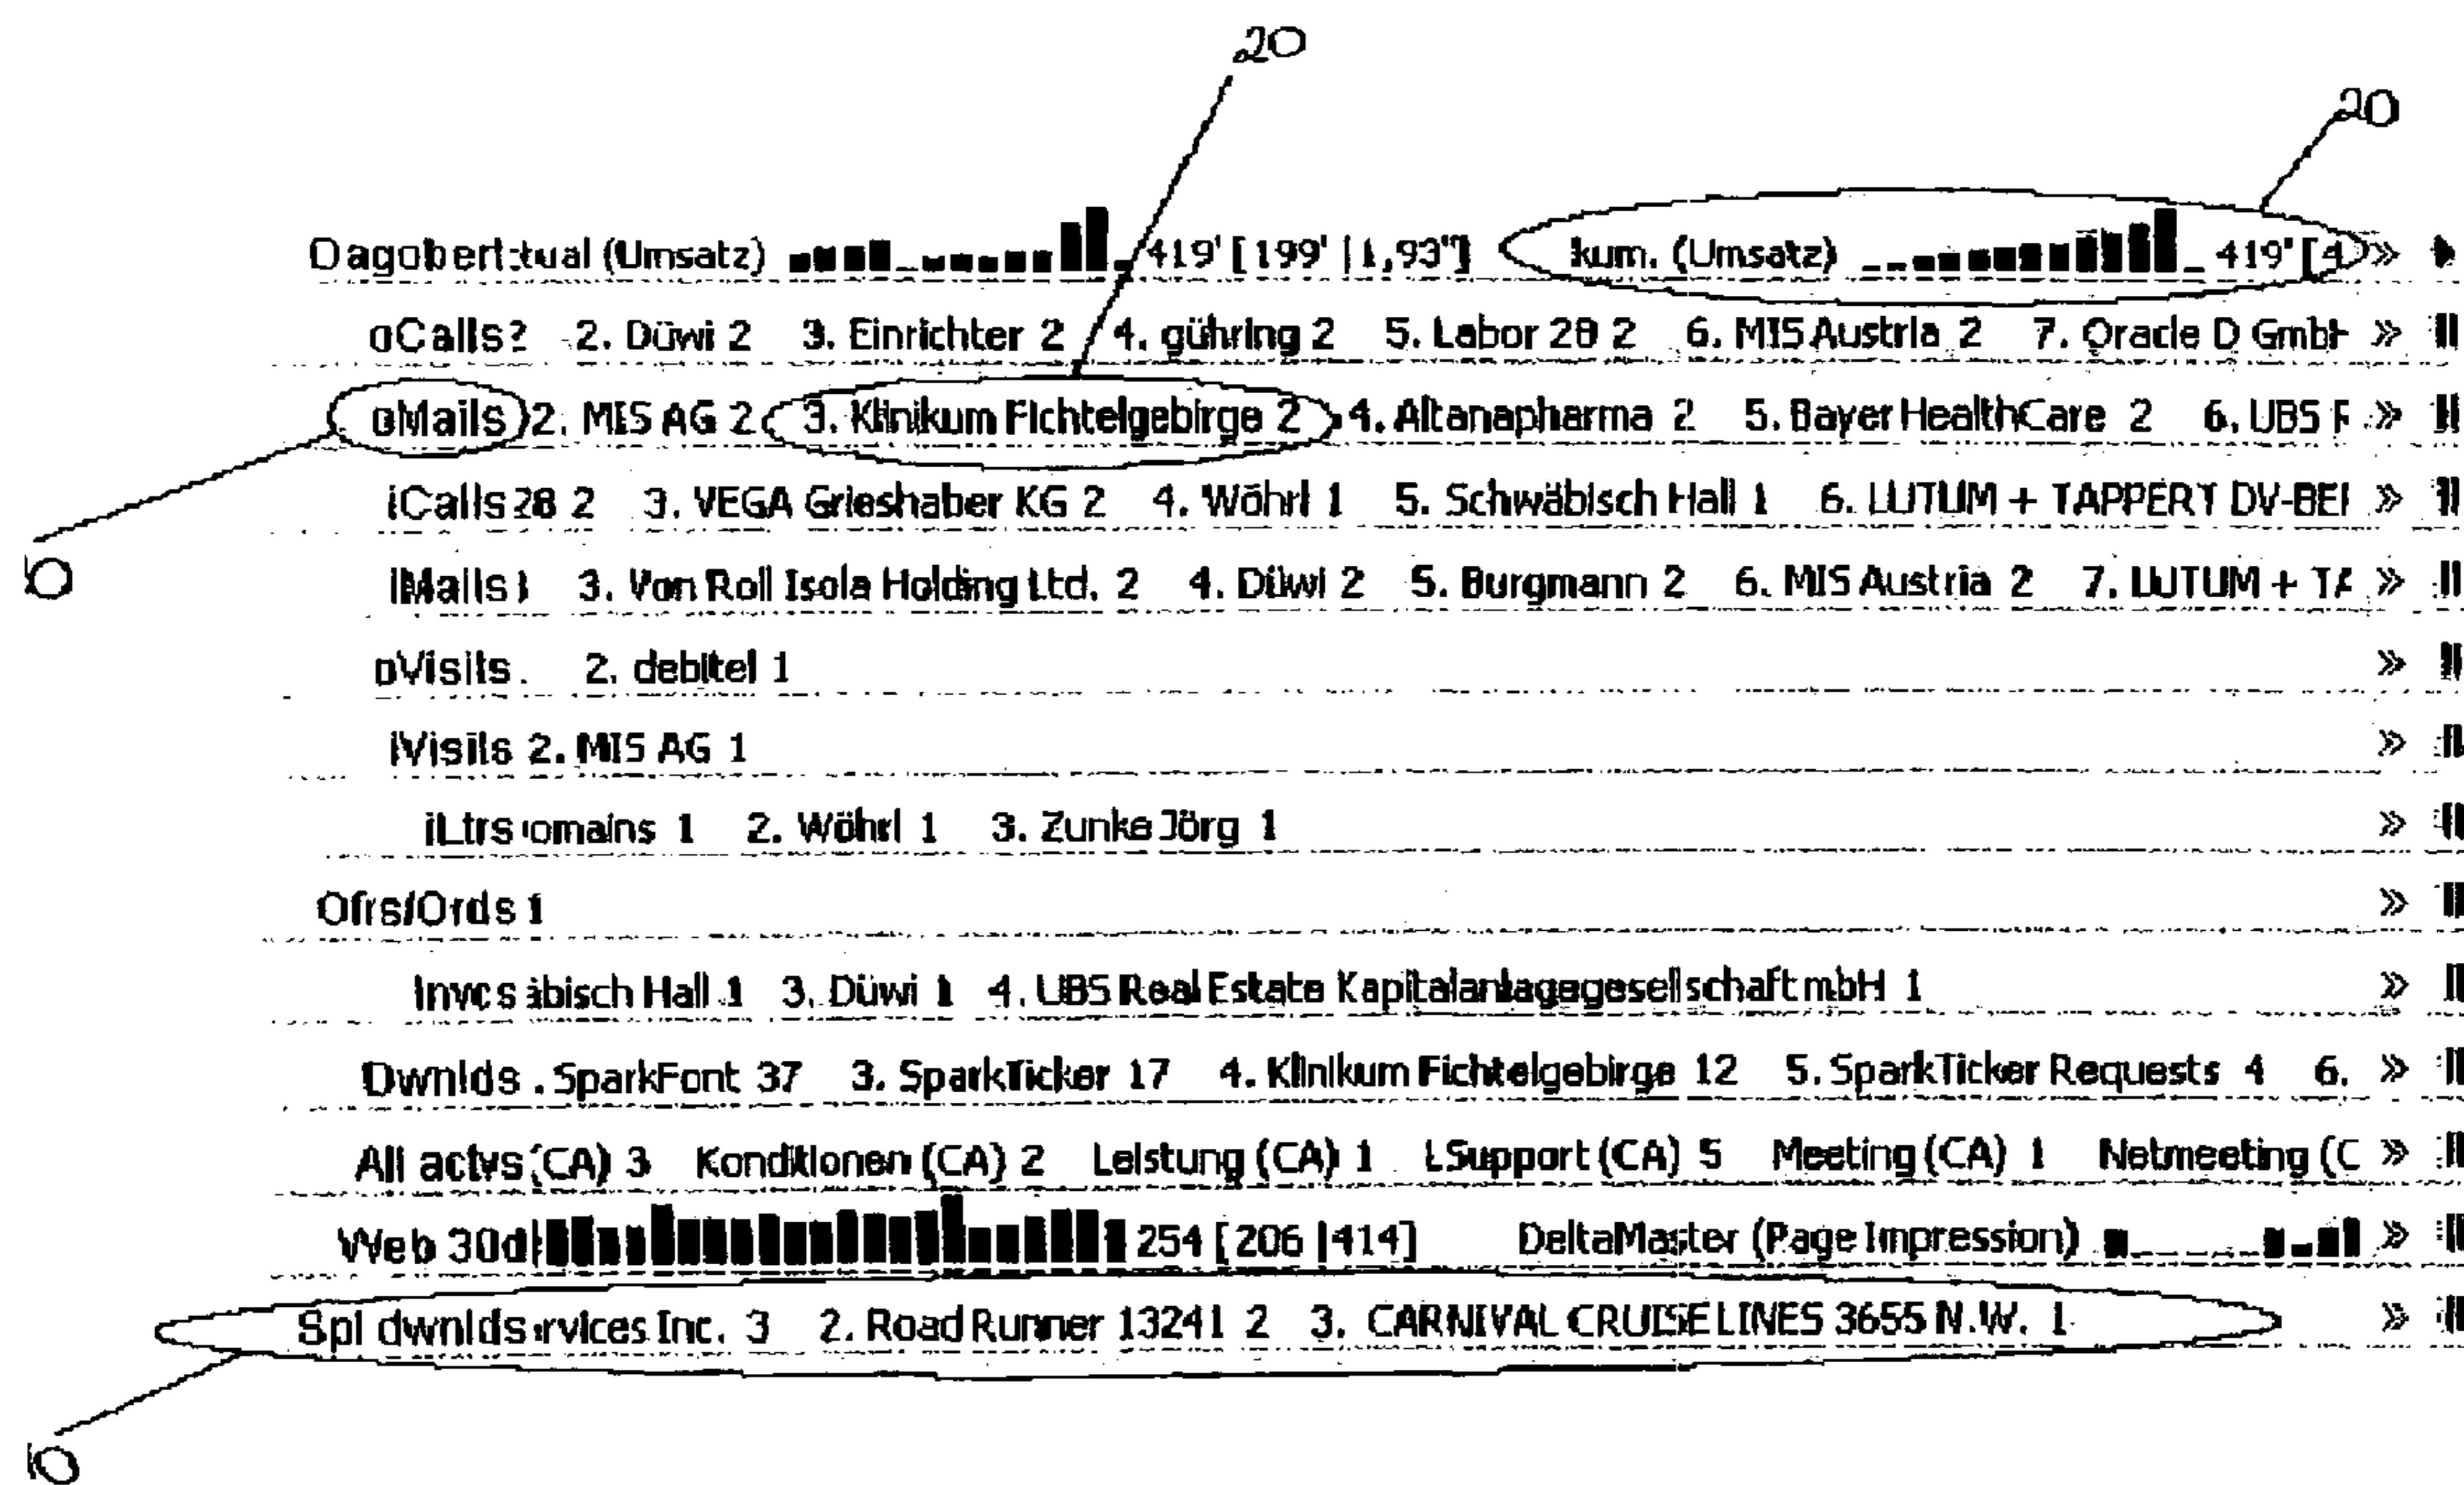 20
20
Dagobert :tual (Umsatz) 419' [199' |1,93"] kum. (Umsatz) 419' [4 »
oCalls 2. Düwi 2 3. Einrichter 2 4. gühring 2 5. Labor 28 2 6. MIS Austria 2 7. Oracle D GmbH »
oMails 2. MIS AG 2 3. Klinikum Fichtelgebirge 2 4. Altanapharma 2 5. Bayer HealthCare 2 6. UBS »
iCalls 28 2 3. VEGA Grieshaber KG 2 4. Wöhrl 1 5. Schwäbisch Hall 1 6. LUTUM + TAPPERT DV-BE »
iMails 3. Von Roll Isola Holding Ltd. 2 4. Düwi 2 5. Burgmann 2 6. MIS Austria 2 7. LUTUM + TA »
10
oVisits 2. debitel 1 »
iVisits 2. MIS AG 1 »
iLtrs omains 1 2. Wöhrl 1 3. Zunke Jörg 1 »
Ofrs/Ords 1 »
Invcs äbisch Hall 1 3. Düwi 1 4. UBS Real Estate Kapitalanlagegesellschaft mbH 1 »
Dwnlds . SparkFont 37 3. SparkTicker 17 4. Klinikum Fichtelgebirge 12 5. SparkTicker Requests 4 6. »
All actvs (CA) 3 Konditionen (CA) 2 Leistung (CA) 1 LSupport (CA) 5 Meeting (CA) 1 Netmeeting (C »
Web 30d 254 [206 |414] DeltaMaster (Page Impression) »
Spl dwnlds rvices Inc. 3 2. Road Runner 13241 2 3. CARNIVAL CRUISE LINES 3655 N.W. 1 »
10